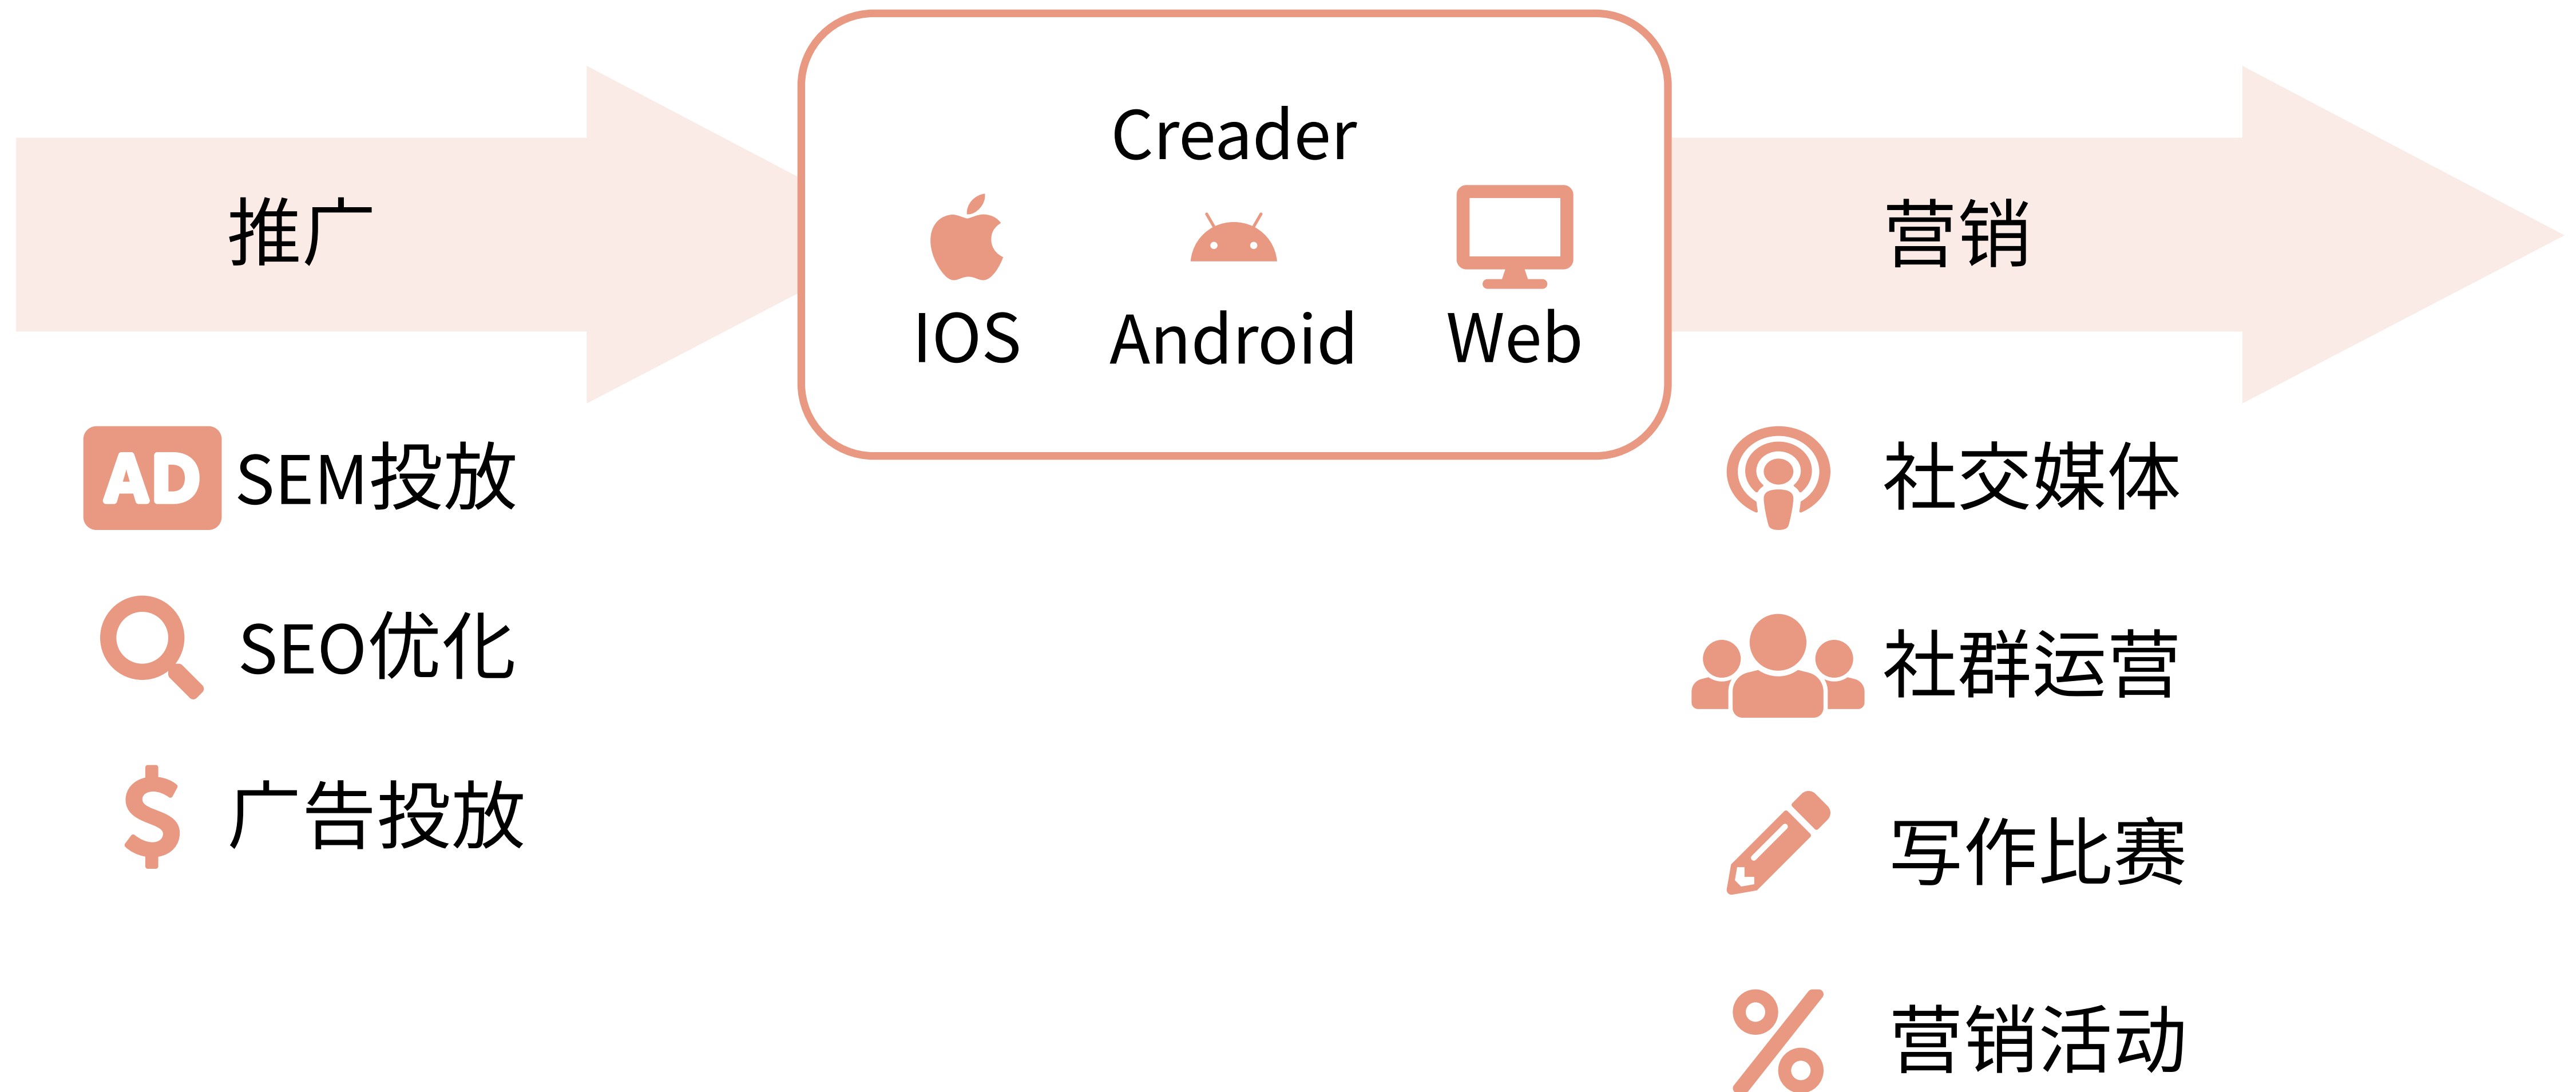 Creader
推广
营销
IOS
Android
Web
AD
SEM投放
SEO优化
$
广告投放
社交媒体
社群运营
写作比赛
%
营销活动